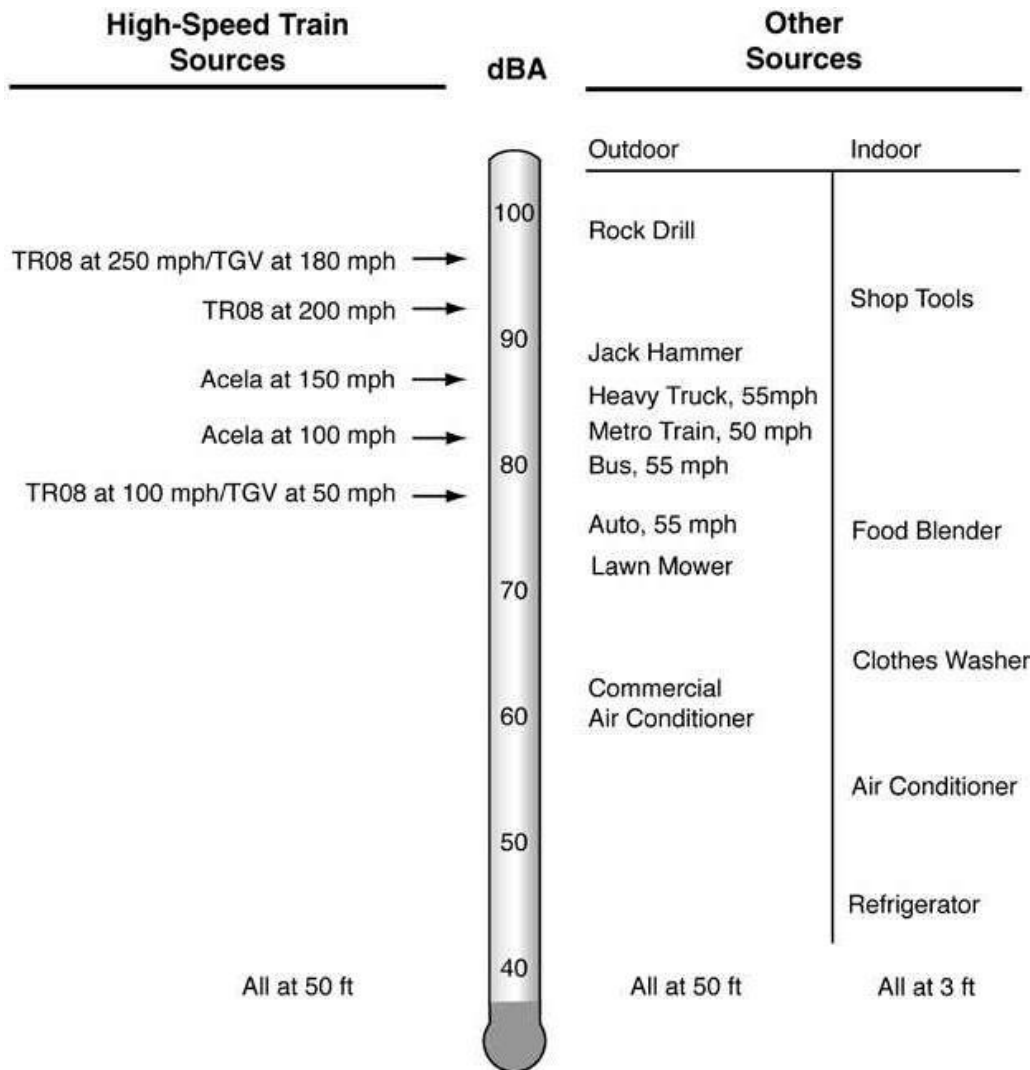 High-Speed Train
Sources
dBA
Other
Sources
Outdoor
Indoor
100
Rock Drill
TR08 at 250 mph/TGV at 180 mph
Shop Tools
TR08 at 200 mph
90
Jack Hammer
Acela at 150 mph
Heavy Truck, 55mph
Metro Train, 50 mph
Acela at 100 mph
80
Bus, 55 mph
TR08 at 100 mph/TGV at 50 mph
Auto, 55 mph
Food Blender
Lawn Mower
70
Clothes Washer
Commercial
Air Conditioner
60
Air Conditioner
50
Refrigerator
40
All at 50 ft
All at 50 ft
All at 3 ft